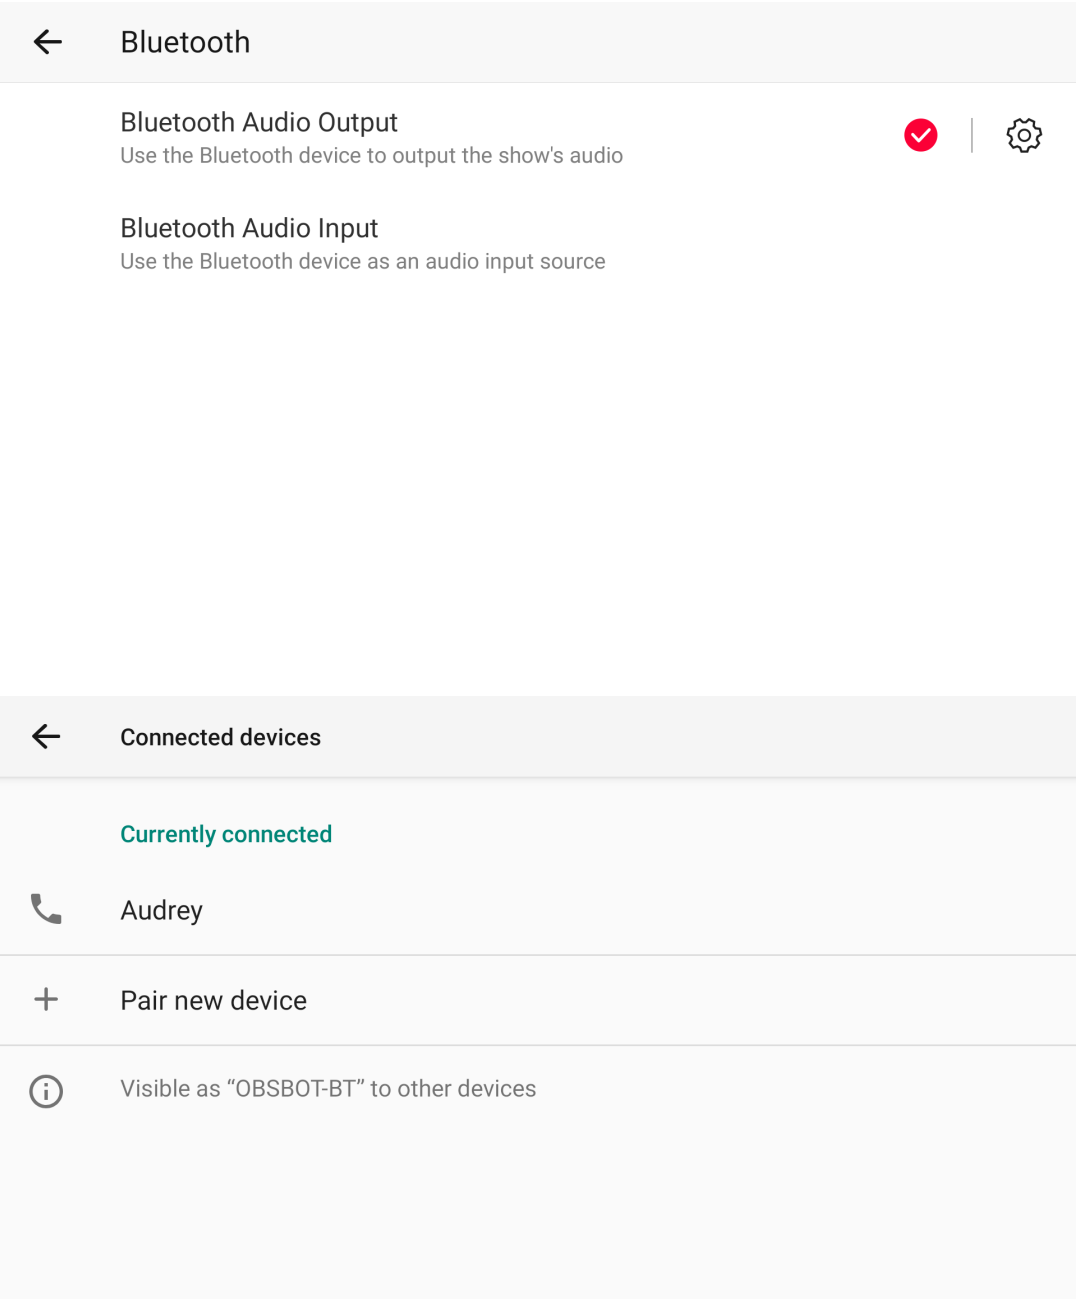 Bluetooth
Bluetooth Audio Output
Use the Bluetooth device to output the show's audio
Bluetooth Audio Input
Use the Bluetooth device as an audio input source
Connected devices
Currently connected
Audrey
Pair new device
Visible as “OBSBOT-BT” to other devices